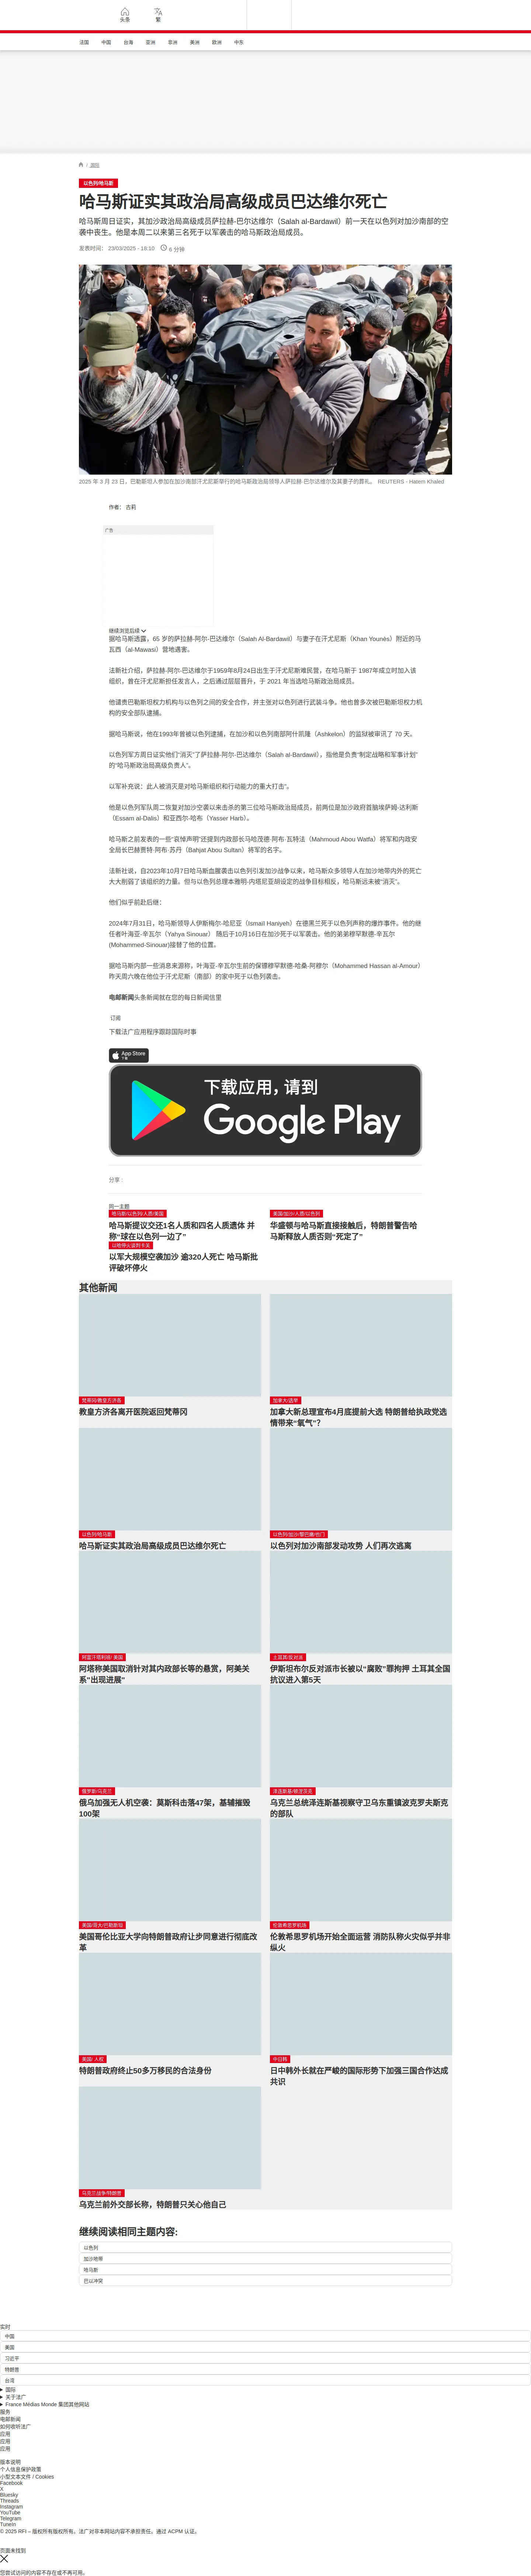 头条
繁
法国
中国
台海
亚洲
非洲
美洲
欧洲
中东
/ 国际
以色列/哈马斯
哈马斯证实其政治局高级成员巴达维尔死亡
哈马斯周日证实，其加沙政治局高级成员萨拉赫-巴尔达维尔（Salah al-Bardawil）前一天在以色列对加沙南部的空
袭中丧生。他是本周二以来第三名死于以军袭击的哈马斯政治局成员。
发表时间： 23/03/2025 - 18:10
6 分钟
2025 年 3 月 23 日，巴勒斯坦人参加在加沙南部汗尤尼斯举行的哈马斯政治局领导人萨拉赫·巴尔达维尔及其妻子的葬礼。 REUTERS - Hatem Khaled
作者： 古莉
广告
继续浏览后续
据哈马斯透露，65 岁的萨拉赫-阿尔-巴达维尔（Salah Al-Bardawil）与妻子在汗尤尼斯（Khan Younès）附近的马
瓦西（al-Mawasi）营地遇害。
法新社介绍，萨拉赫-阿尔-巴达维尔于1959年8月24日出生于汗尤尼斯难民营，在哈马斯于 1987年成立时加入该
组织，曾在汗尤尼斯担任发言人，之后通过层层晋升，于 2021 年当选哈马斯政治局成员。
他谴责巴勒斯坦权力机构与以色列之间的安全合作，并主张对以色列进行武装斗争。他也曾多次被巴勒斯坦权力机
构的安全部队逮捕。
据哈马斯说，他在1993年曾被以色列逮捕，在加沙和以色列南部阿什凯隆（Ashkelon）的监狱被审讯了 70 天。
以色列军方周日证实他们“消灭”了萨拉赫-阿尔-巴达维尔（Salah al-Bardawil），指他是负责“制定战略和军事计划”
的“哈马斯政治局高级负责人”。
以军补充说：此人被消灭是对哈马斯组织和行动能力的重大打击”。
他是以色列军队周二恢复对加沙空袭以来击杀的第三位哈马斯政治局成员，前两位是加沙政府首脑埃萨姆-达利斯
（Essam al-Dalis）和亚西尔-哈布（Yasser Harb）。
哈马斯之前发表的一些“哀悼声明”还提到内政部长马哈茂德·阿布·瓦特法（Mahmoud Abou Watfa）将军和内政安
全局长巴赫贾特·阿布·苏丹（Bahjat Abou Sultan）将军的名字。
法新社说，自2023年10月7日哈马斯血腥袭击以色列引发加沙战争以来，哈马斯众多领导人在加沙地带内外的死亡
大大削弱了该组织的力量。但与以色列总理本雅明-内塔尼亚胡设定的战争目标相反，哈马斯远未被“消灭”。
他们似乎前赴后继：
2024年7月31日，哈马斯领导人伊斯梅尔-哈尼亚（Ismaïl Haniyeh）在德黑兰死于以色列声称的爆炸事件。他的继
任者叶海亚-辛瓦尔（Yahya Sinouar） 随后于10月16日在加沙死于以军袭击。他的弟弟穆罕默德-辛瓦尔
(Mohammed-Sinouar)接替了他的位置。
据哈马斯内部一些消息来源称，叶海亚-辛瓦尔生前的保镖穆罕默德-哈桑-阿穆尔（Mohammed Hassan al-Amour）
昨天周六晚在他位于汗尤尼斯（南部）的家中死于以色列袭击。
电邮新闻头条新闻就在您的每日新闻信里
订阅
下载法广应用程序跟踪国际时事
App Store
下载
下载应用，请到
Google Play
分享 :
同一主题
哈马斯/以色列/人质/美国
哈马斯提议交还1名人质和四名人质遗体 并
称"球在以色列一边了"
美国/加沙/人质/以色列
华盛顿与哈马斯直接接触后，特朗普警告哈
马斯释放人质否则“死定了”
以哈停火谈判卡关
以军大规模空袭加沙 逾320人死亡 哈马斯批
评破坏停火
其他新闻
梵蒂冈/教皇方济各
教皇方济各离开医院返回梵蒂冈
加拿大/选举
加拿大新总理宣布4月底提前大选 特朗普给执政党选
情带来“氧气”？
以色列/哈马斯
哈马斯证实其政治局高级成员巴达维尔死亡
以色列/加沙/黎巴嫩/也门
以色列对加沙南部发动攻势 人们再次逃离
阿富汗塔利班/ 美国
阿塔称美国取消针对其内政部长等的悬赏，阿美关
系"出现进展"
土耳其/反对派
伊斯坦布尔反对派市长被以“腐败”罪拘押 土耳其全国
抗议进入第5天
俄罗斯/乌克兰
俄乌加强无人机空袭：莫斯科击落47架，基辅摧毁
100架
泽连斯基/顿涅茨克
乌克兰总统泽连斯基视察守卫乌东重镇波克罗夫斯克
的部队
美国/哥大/巴勒斯坦
美国哥伦比亚大学向特朗普政府让步同意进行彻底改
革
伦敦希思罗机场
伦敦希思罗机场开始全面运营 消防队称火灾似乎并非
纵火
美国/ 人权
特朗普政府终止50多万移民的合法身份
中日韩
日中韩外长就在严峻的国际形势下加强三国合作达成
共识
乌克兰战争/特朗普
乌克兰前外交部长称，特朗普只关心他自己
继续阅读相同主题内容:
以色列
加沙地带
哈马斯
巴以冲突
实时
中国
美国
习近平
特朗普
台湾
国际
关于法广
France Médias Monde 集团其他网站
服务
电邮新闻
如何收听法广
应用
应用
应用
版本说明
个人信息保护政策
小型文本文件 / Cookies
Facebook
X
Bluesky
Threads
Instagram
YouTube
Telegram
TuneIn
© 2025 RFI – 版权所有版权所有。法广对非本网站内容不承担责任。通过 ACPM 认证。
页面未找到
您尝试访问的内容不存在或不再可用。